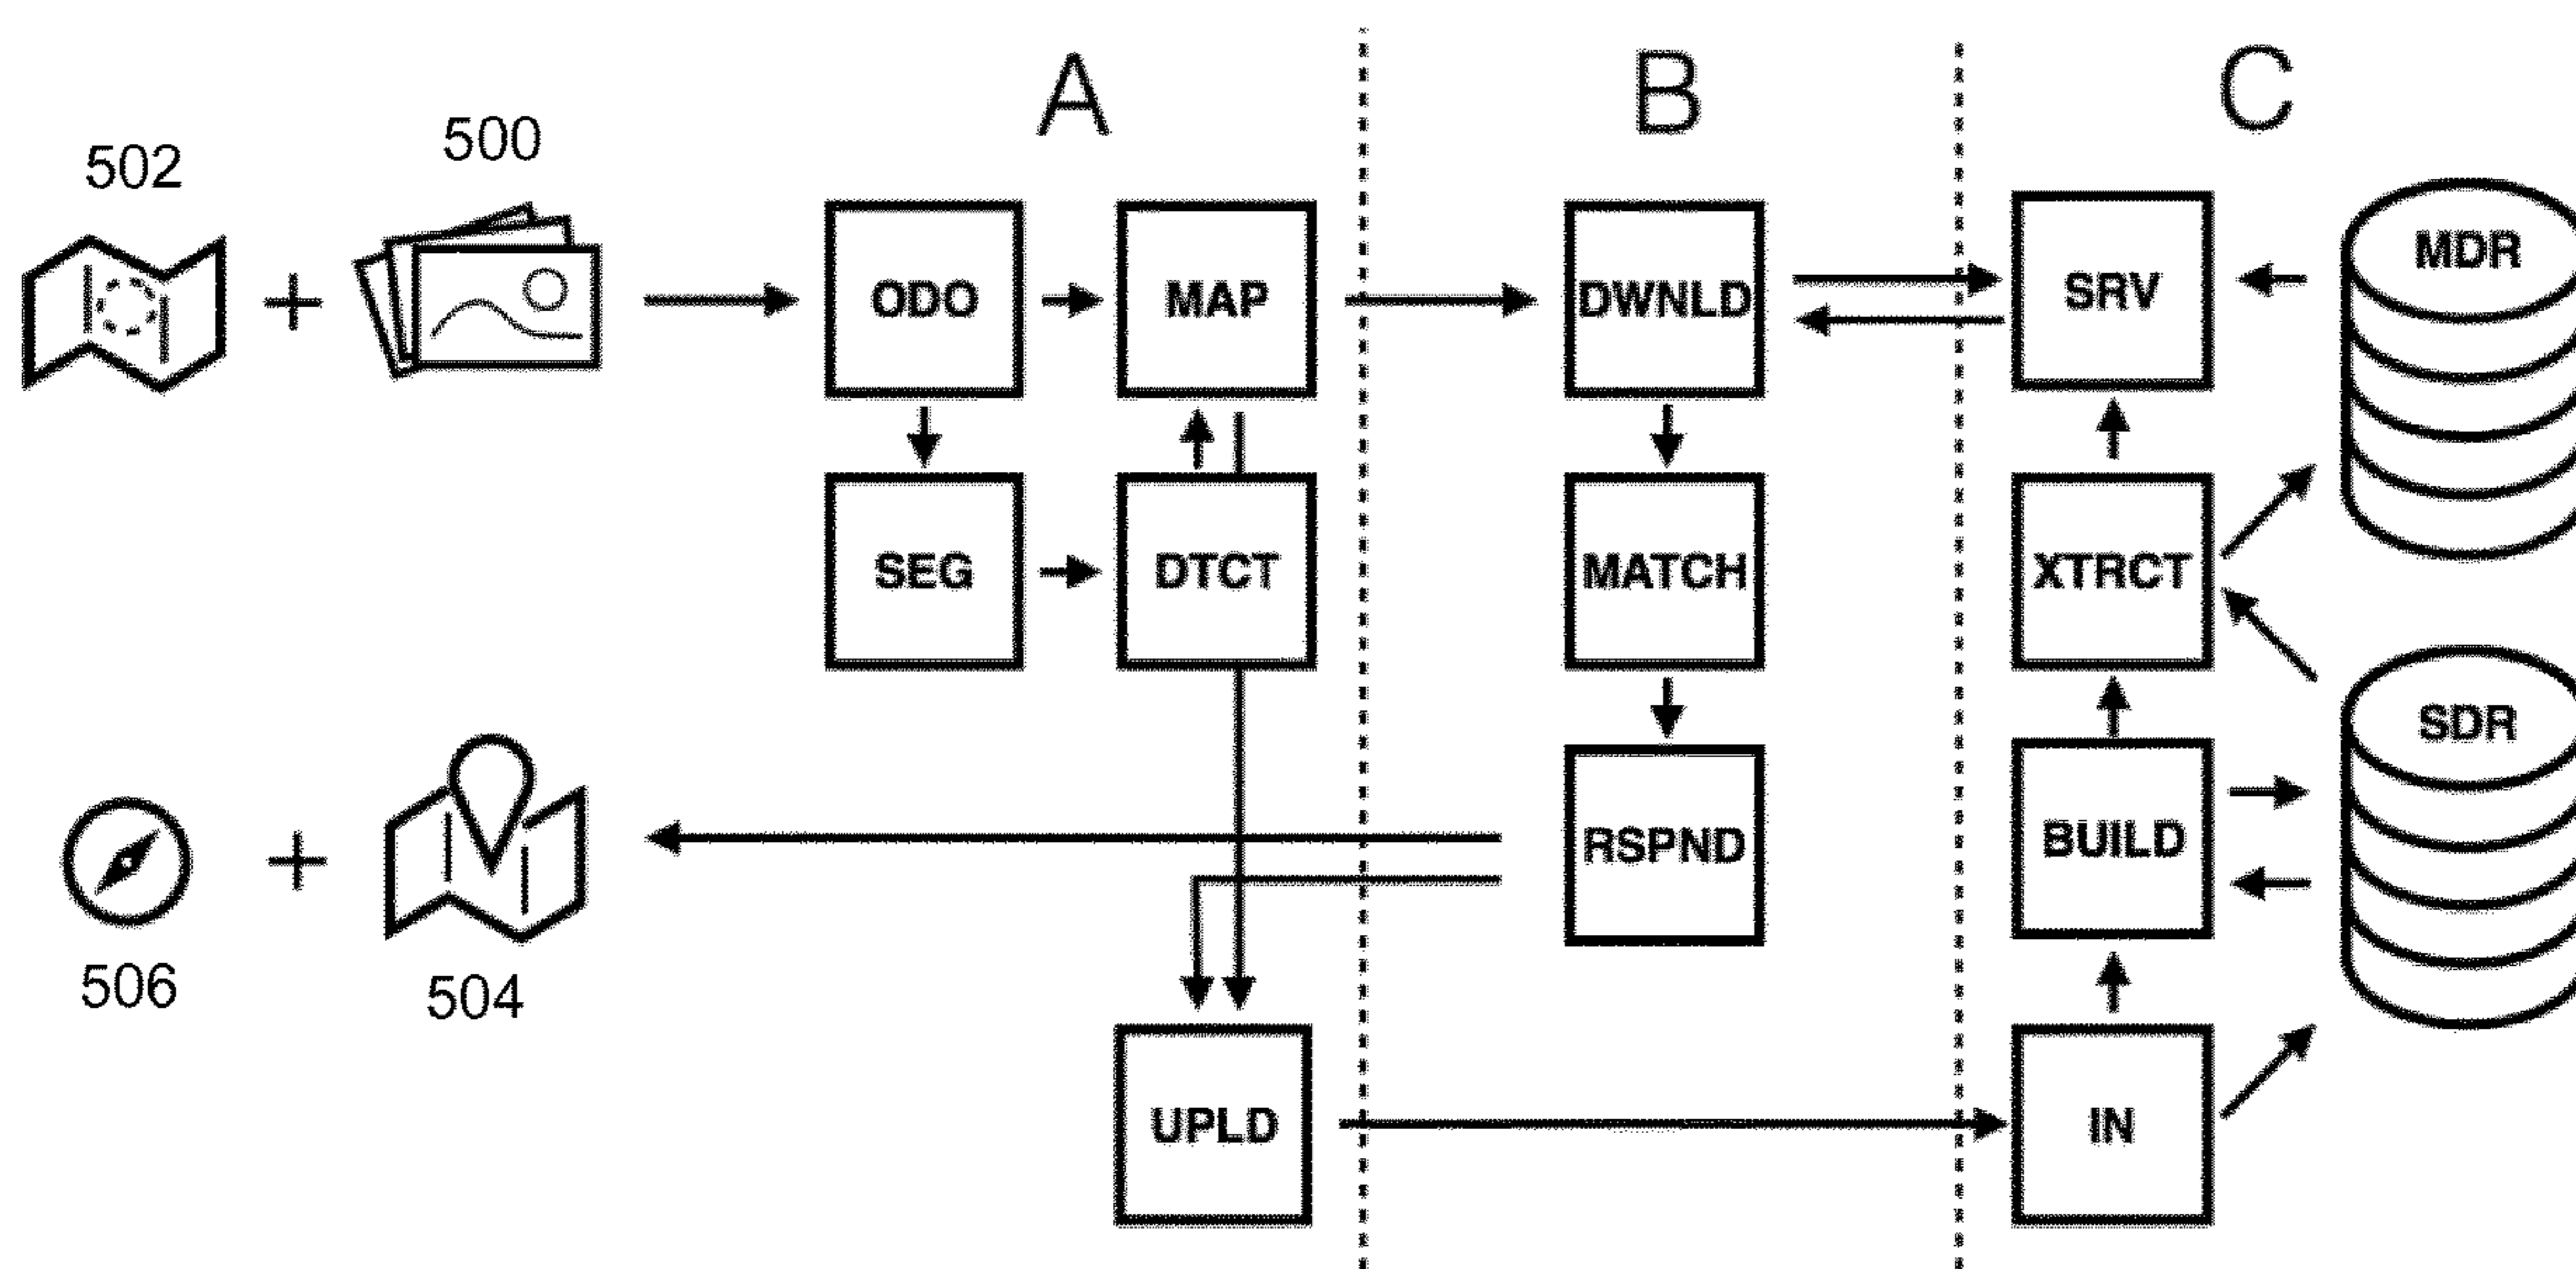 A
B
C
502
500
ODO
MAP
DWNLD
SRV
MDR
SEG
DTCT
MATCH
XTRCT
SDR
RSPND
BUILD
506
504
UPLD
IN